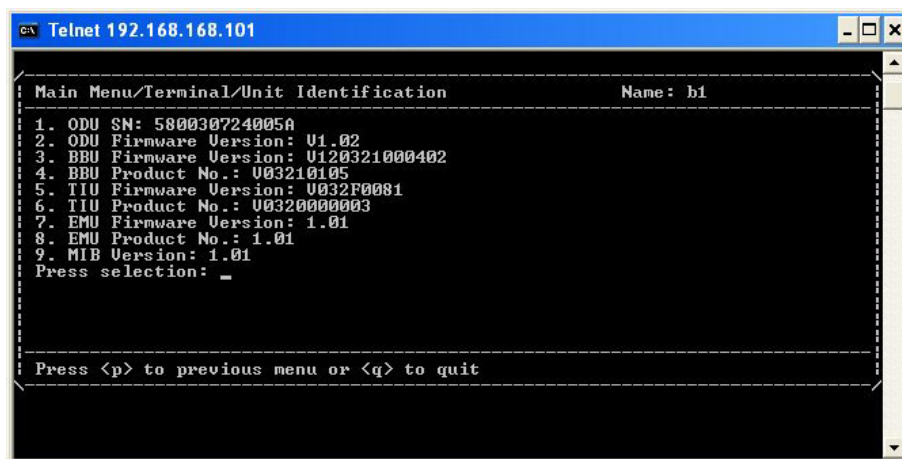 Telnet 192.168.168.101
Main Menu/Terminal/Unit Identification Name: b1
1. ODU SN: 580030724005A
2. ODU Firmware Version: V1.02
3. BBU Firmware Version: V120321000402
4. BBU Product No.: V03210105
5. TIU Firmware Version: V032F0081
6. TIU Product No.: V0320000003
7. EMU Firmware Version: 1.01
8. EMU Product No.: 1.01
9. MIB Version: 1.01
Press selection: _
Press <p> to previous menu or <q> to quit